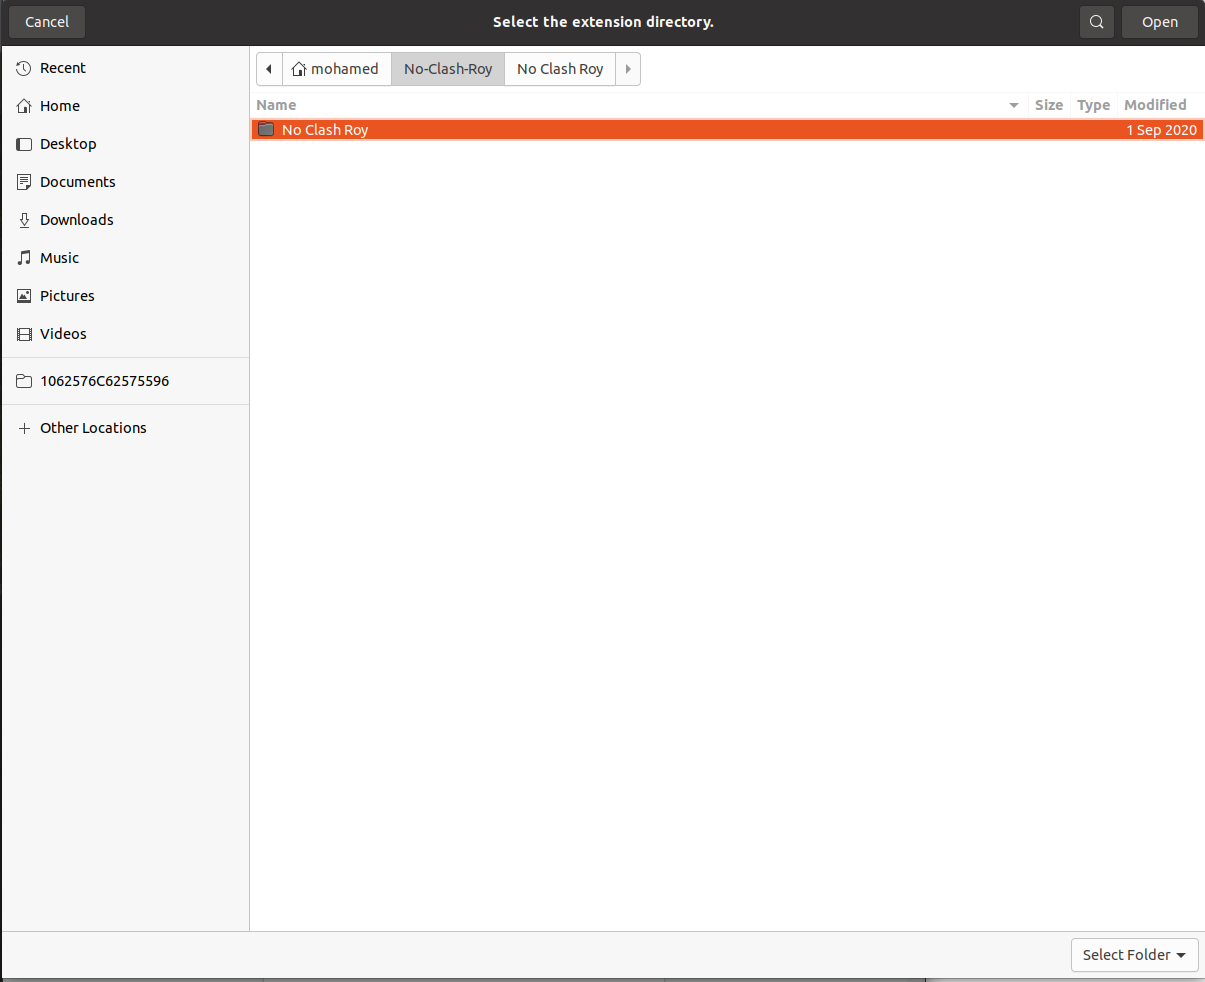 Cancel
Select the extension directory.
Open
Recent
Home
Desktop
Documents
Downloads
Music
Pictures
Videos
1062576C62575596
Other Locations
mohamed No-Clash-Roy No Clash Roy
Name Size Type Modified
No Clash Roy 1 Sep 2020
Select Folder